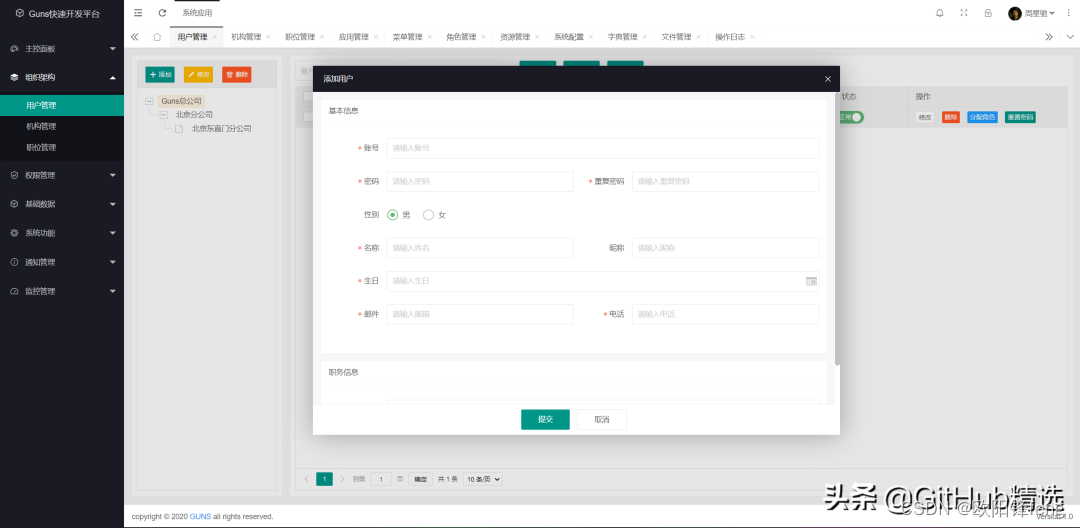 Guns快速开发平台
系统应用
周星驰
主控面板
组织架构
用户管理
机构管理
职位管理
权限管理
基础数据
系统功能
通知管理
监控管理
用户管理 机构管理 职位管理 应用管理 菜单管理 角色管理 资源管理 系统配置 字典管理 文件管理 操作日志
添加 修改 删除
Guns总公司
北京分公司
北京东直门分公司
账号
状态 操作
正常 修改 删除 分配角色 重置密码
添加用户
基本信息
* 账号 请输入账号
* 密码 请输入密码 * 重复密码 请输入重复密码
性别 男 女
* 名称 请输入姓名 昵称 请输入昵称
* 生日 请输入生日
* 邮件 请输入邮箱 * 电话 请输入电话
职务信息
提交 取消
1 到第 1 页 确定 共 1 条 10 条/页
copyright © 2020 GUNS all rights reserved.
头条 @GitHub精选